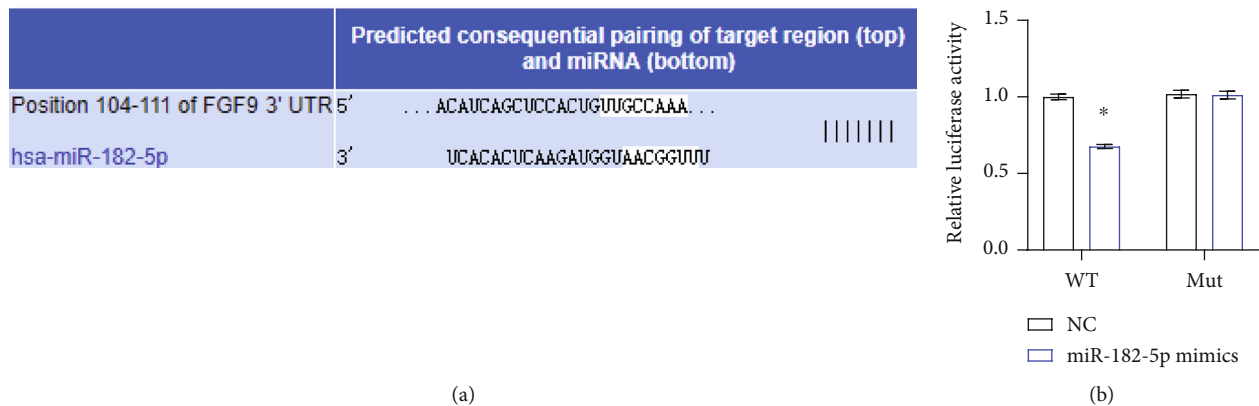 Predicted consequential pairing of target region (top)
and miRNA (bottom)
Position 104-111 of FGF9 3' UTR 5' ...ACAUCAGCUCCACUGUUGCCAAA...
|||||||
hsa-miR-182-5p 3' UCACACUCAAGAUGGUAACGGUUU
(a)
Relative luciferase activity
1.5
1.0
0.5
0.0
*
WT Mut
NC
miR-182-5p mimics
(b)